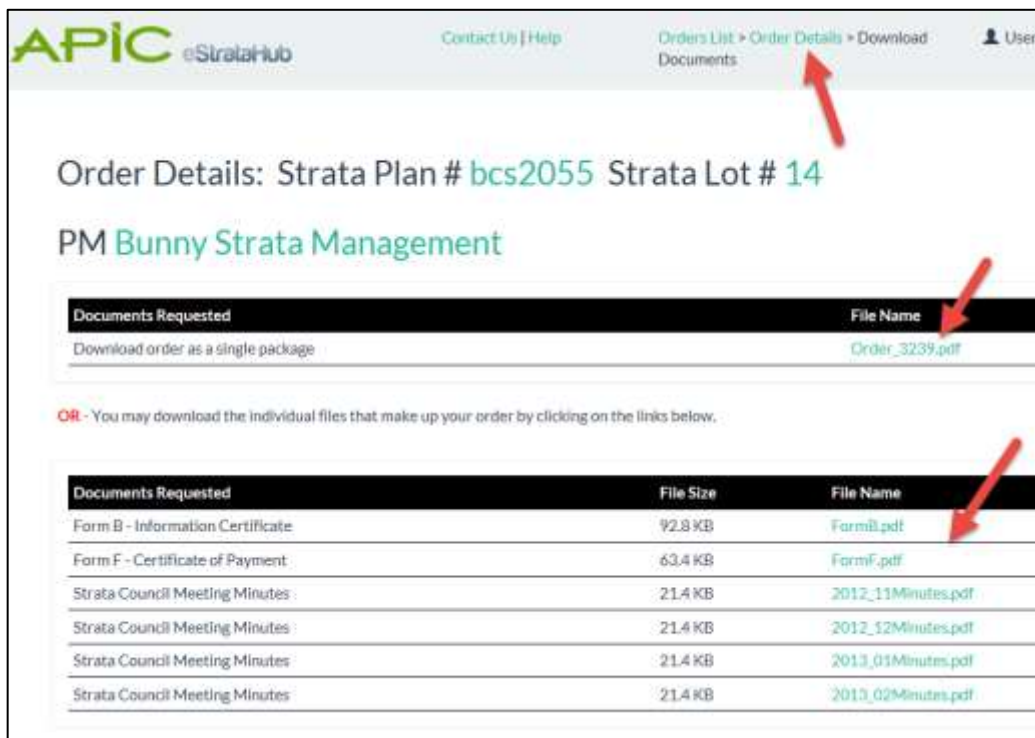 APIC eStrataHub
Contact Us | Help
Orders List > Order Details > Download
Documents
User
Order Details: Strata Plan # bcs2055 Strata Lot # 14
PM Bunny Strata Management
Documents Requested File Name
Download order as a single package Order_3239.pdf
OR - You may download the individual files that make up your order by clicking on the links below.
Documents Requested File Size File Name
Form B - Information Certificate 92.8 KB FormB.pdf
Form F - Certificate of Payment 63.4 KB FormF.pdf
Strata Council Meeting Minutes 21.4 KB 2012_11Minutes.pdf
Strata Council Meeting Minutes 21.4 KB 2012_12Minutes.pdf
Strata Council Meeting Minutes 21.4 KB 2013_01Minutes.pdf
Strata Council Meeting Minutes 21.4 KB 2013_02Minutes.pdf